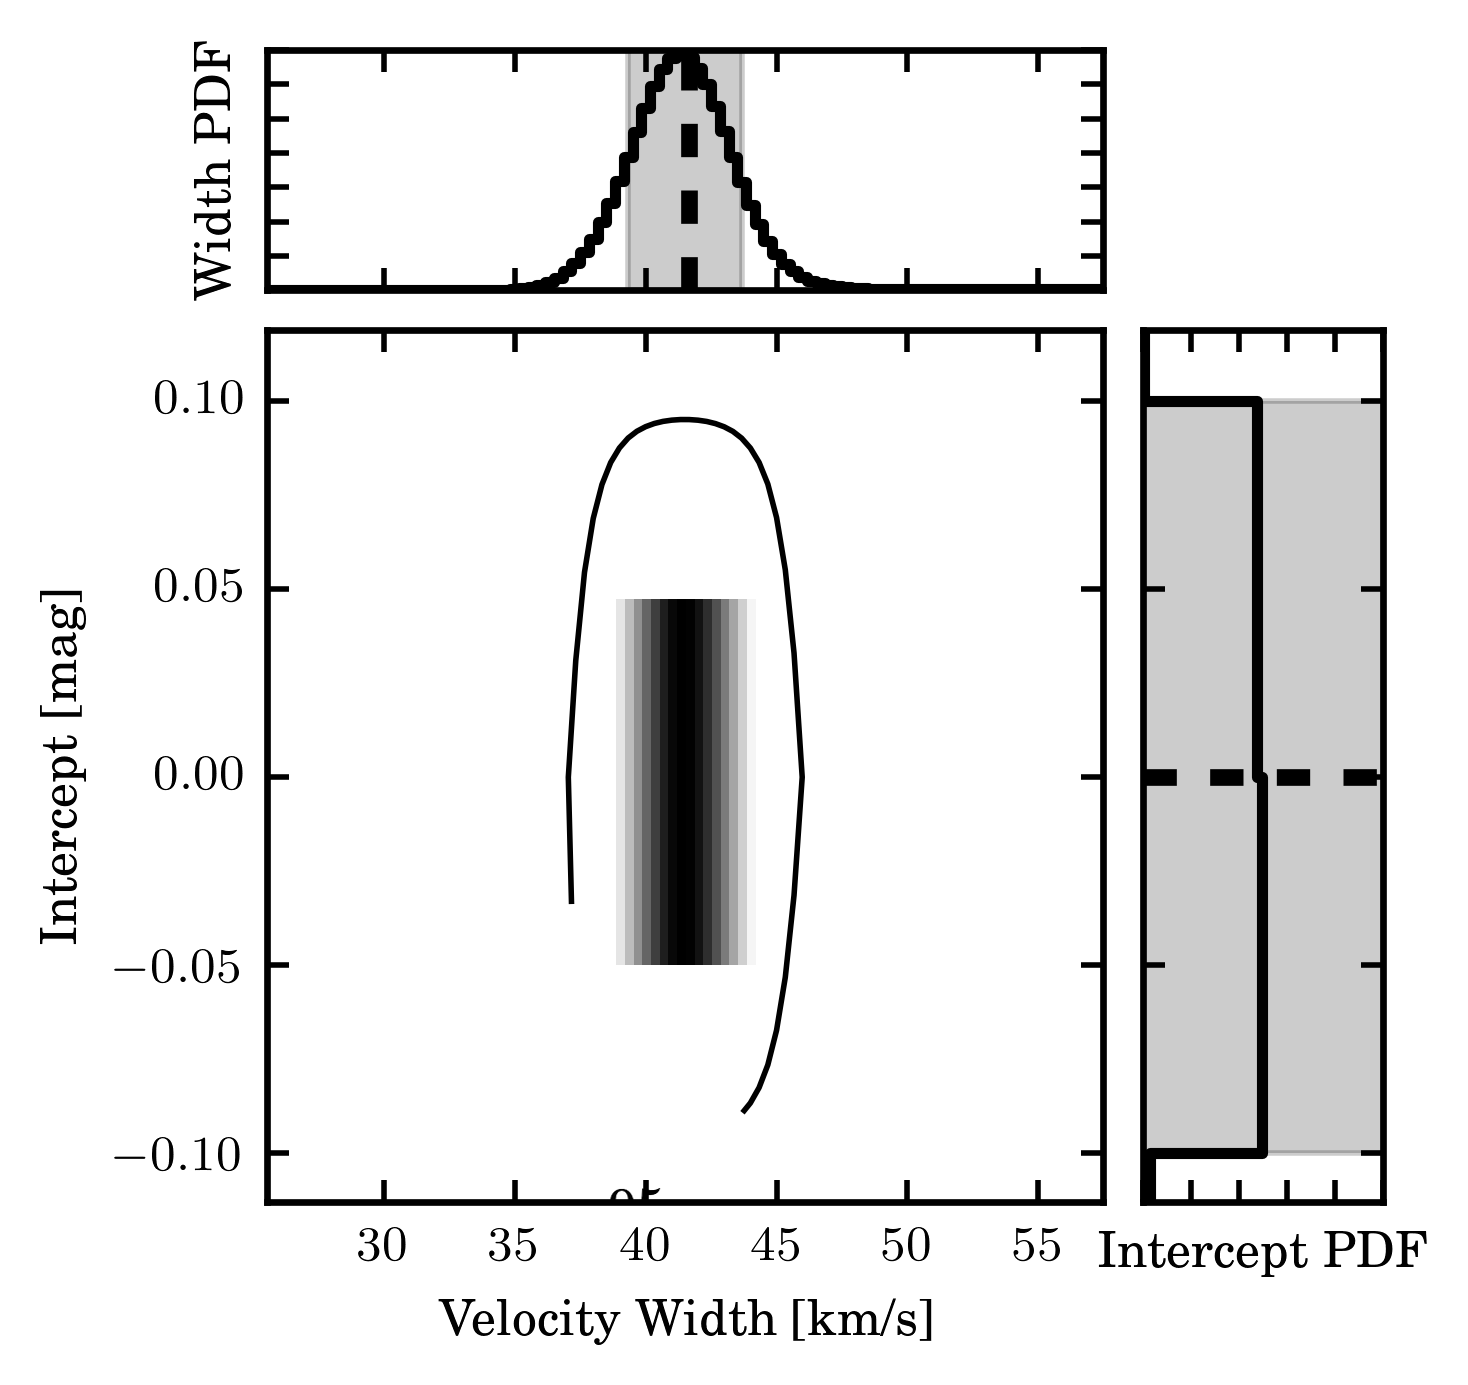 Width PDF
0.10
0.05
0.00
−0.05
−0.10
Intercept [mag]
30 35 40 45 50 55
Intercept PDF
Velocity Width [km/s]